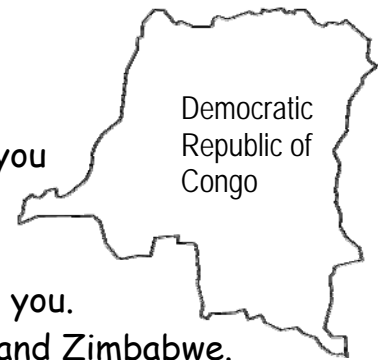 Democratic
Republic of
Congo
you
you.
and Zimbabwe.